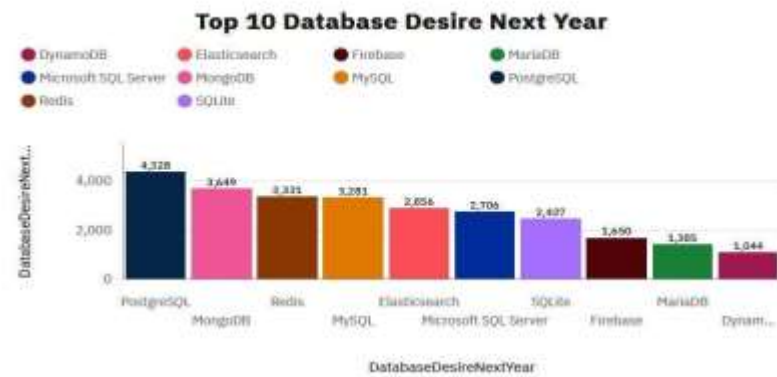 Top 10 Database Desire Next Year
DynamoDB Elasticsearch Firebase MariaDB
Microsoft SQL Server MongoDB MySQL PostgreSQL
Redis SQLite
DatabaseDesireNext...
4,000
2,000
0
4,328
3,649
3,331
3,281
2,856
2,706
2,437
1,650
1,385
1,044
PostgreSQL Redis Elasticsearch SQLite MariaDB
MongoDB MySQL Microsoft SQL Server Firebase Dynam...
DatabaseDesireNextYear